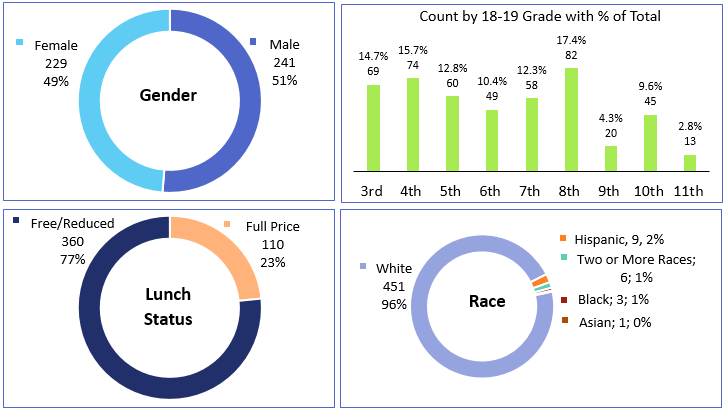 Female
229
49%
Gender
Male
241
51%
Count by 18-19 Grade with % of Total
14.7%
69
15.7%
74
12.8%
60
10.4%
49
12.3%
58
17.4%
82
4.3%
20
9.6%
45
2.8%
13
3rd 4th 5th 6th 7th 8th 9th 10th 11th
Free/Reduced
360
77%
Lunch
Status
Full Price
110
23%
White
451
96%
Race
Hispanic, 9, 2%
Two or More Races;
6; 1%
Black; 3; 1%
Asian; 1; 0%